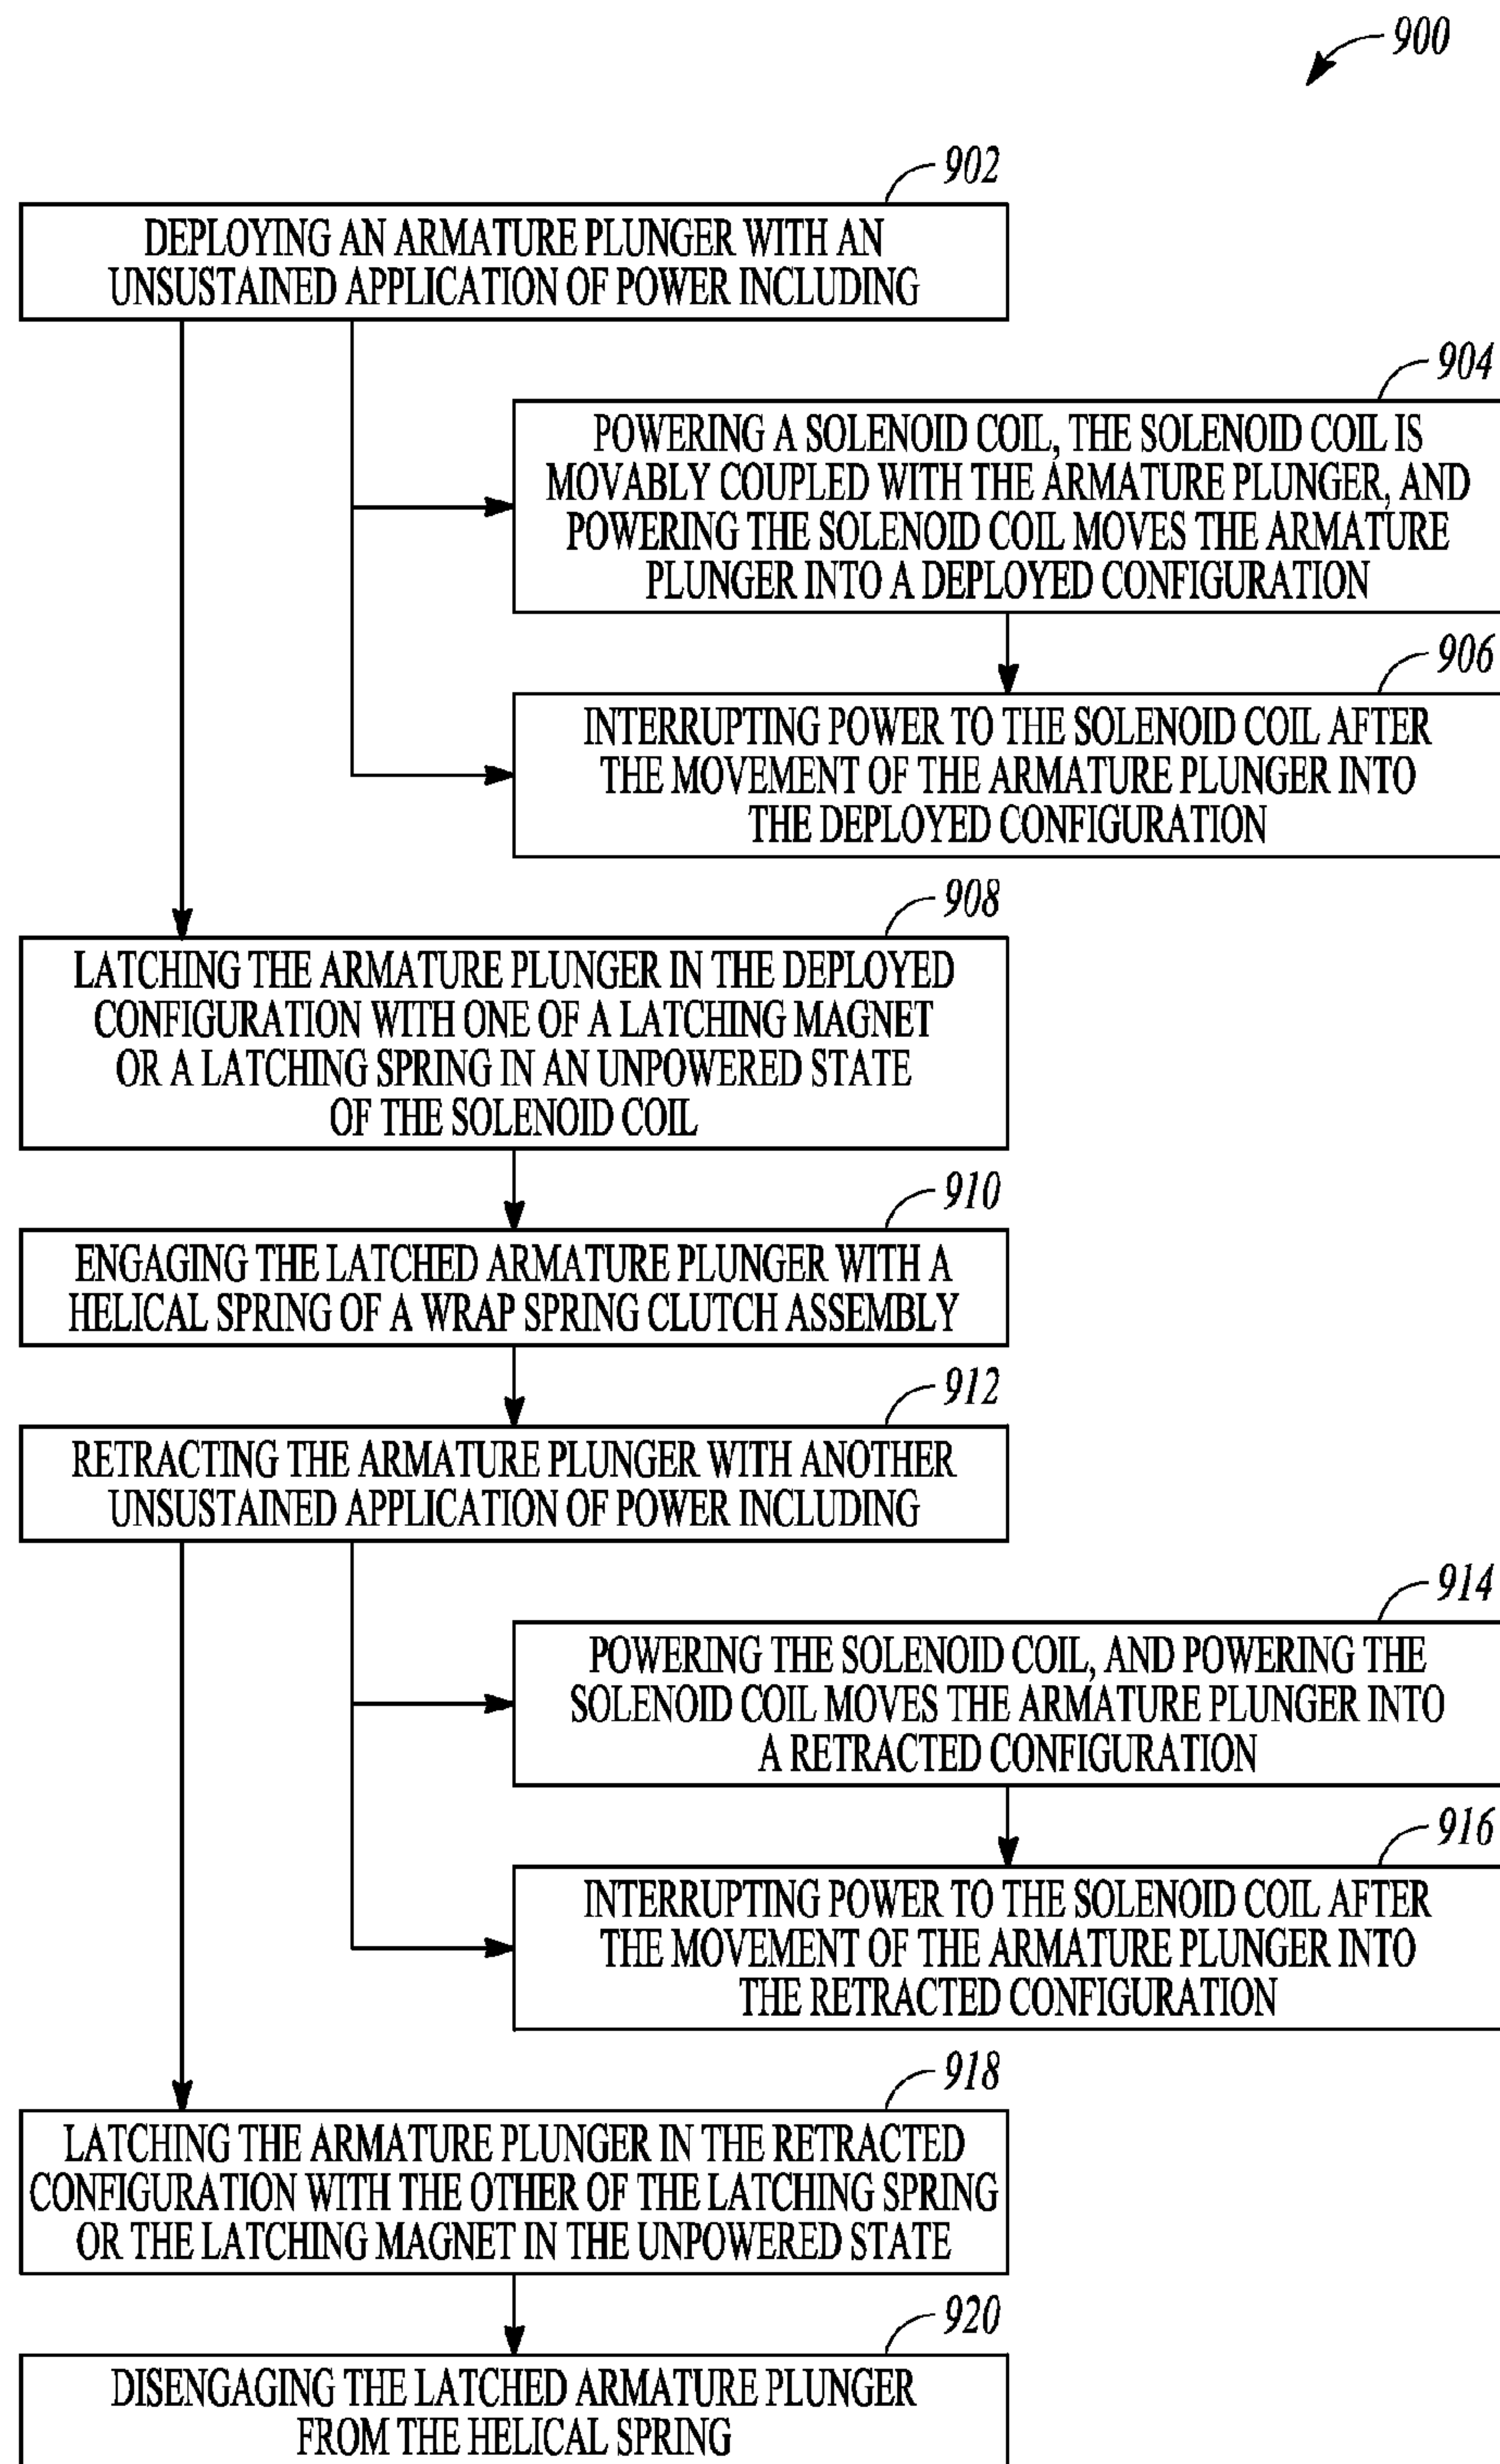 900
902
DEPLOYING AN ARMATURE PLUNGER WITH AN
UNSUSTAINED APPLICATION OF POWER INCLUDING
904
POWERING A SOLENOID COIL, THE SOLENOID COIL IS
MOVABLY COUPLED WITH THE ARMATURE PLUNGER, AND
POWERING THE SOLENOID COIL MOVES THE ARMATURE
PLUNGER INTO A DEPLOYED CONFIGURATION
906
INTERRUPTING POWER TO THE SOLENOID COIL AFTER
THE MOVEMENT OF THE ARMATURE PLUNGER INTO
THE DEPLOYED CONFIGURATION
908
LATCHING THE ARMATURE PLUNGER IN THE DEPLOYED
CONFIGURATION WITH ONE OF A LATCHING MAGNET
OR A LATCHING SPRING IN AN UNPOWERED STATE
OF THE SOLENOID COIL
910
ENGAGING THE LATCHED ARMATURE PLUNGER WITH A
HELICAL SPRING OF A WRAP SPRING CLUTCH ASSEMBLY
912
RETRACTING THE ARMATURE PLUNGER WITH ANOTHER
UNSUSTAINED APPLICATION OF POWER INCLUDING
914
POWERING THE SOLENOID COIL, AND POWERING THE
SOLENOID COIL MOVES THE ARMATURE PLUNGER INTO
A RETRACTED CONFIGURATION
916
INTERRUPTING POWER TO THE SOLENOID COIL AFTER
THE MOVEMENT OF THE ARMATURE PLUNGER INTO
THE RETRACTED CONFIGURATION
918
LATCHING THE ARMATURE PLUNGER IN THE RETRACTED
CONFIGURATION WITH THE OTHER OF THE LATCHING SPRING
OR THE LATCHING MAGNET IN THE UNPOWERED STATE
920
DISENGAGING THE LATCHED ARMATURE PLUNGER
FROM THE HELICAL SPRING